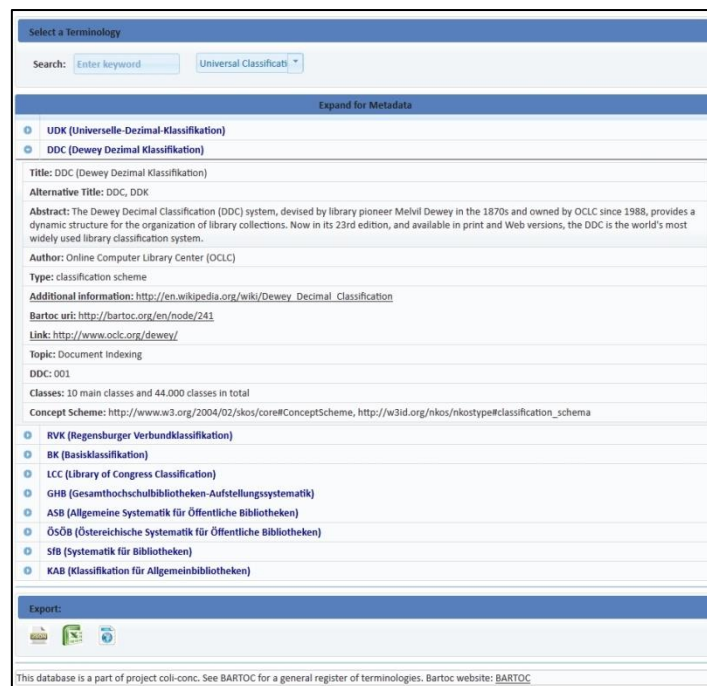 Select a Terminology
Search: Enter keyword Universal Classificati
Expand for Metadata
UDK (Universelle-Dezimal-Klassifikation)
DDC (Dewey Dezimal Klassifikation)
Title: DDC (Dewey Dezimal Klassifikation)
Alternative Title: DDC, DDK
Abstract: The Dewey Decimal Classification (DDC) system, devised by library pioneer Melvil Dewey in the 1870s and owned by OCLC since 1988, provides a
dynamic structure for the organization of library collections. Now in its 23rd edition, and available in print and Web versions, the DDC is the world's most
widely used library classification system.
Author: Online Computer Library Center (OCLC)
Type: classification scheme
Additional information: http://en.wikipedia.org/wiki/Dewey_Decimal_Classification
Bartoc uri: http://bartoc.org/en/node/241
Link: http://www.oclc.org/dewey/
Topic: Document Indexing
DDC: 001
Classes: 10 main classes and 44.000 classes in total
Concept Scheme: http://www.w3.org/2004/02/skos/core#ConceptScheme, http://w3id.org/nkos/nkostype#classification_schema
RVK (Regensburger Verbundklassifikation)
BK (Basisklassifikation)
LCC (Library of Congress Classification)
GHB (Gesamthochschulbibliotheken-Aufstellungssystematik)
ASB (Allgemeine Systematik für Öffentliche Bibliotheken)
ÖSÖB (Östereichische Systematik für Öffentliche Bibliotheken)
SfB (Systematik für Bibliotheken)
KAB (Klassifikation für Allgemeinbibliotheken)
Export:
JSON
This database is a part of project coli-conc. See BARTOC for a general register of terminologies. Bartoc website: BARTOC